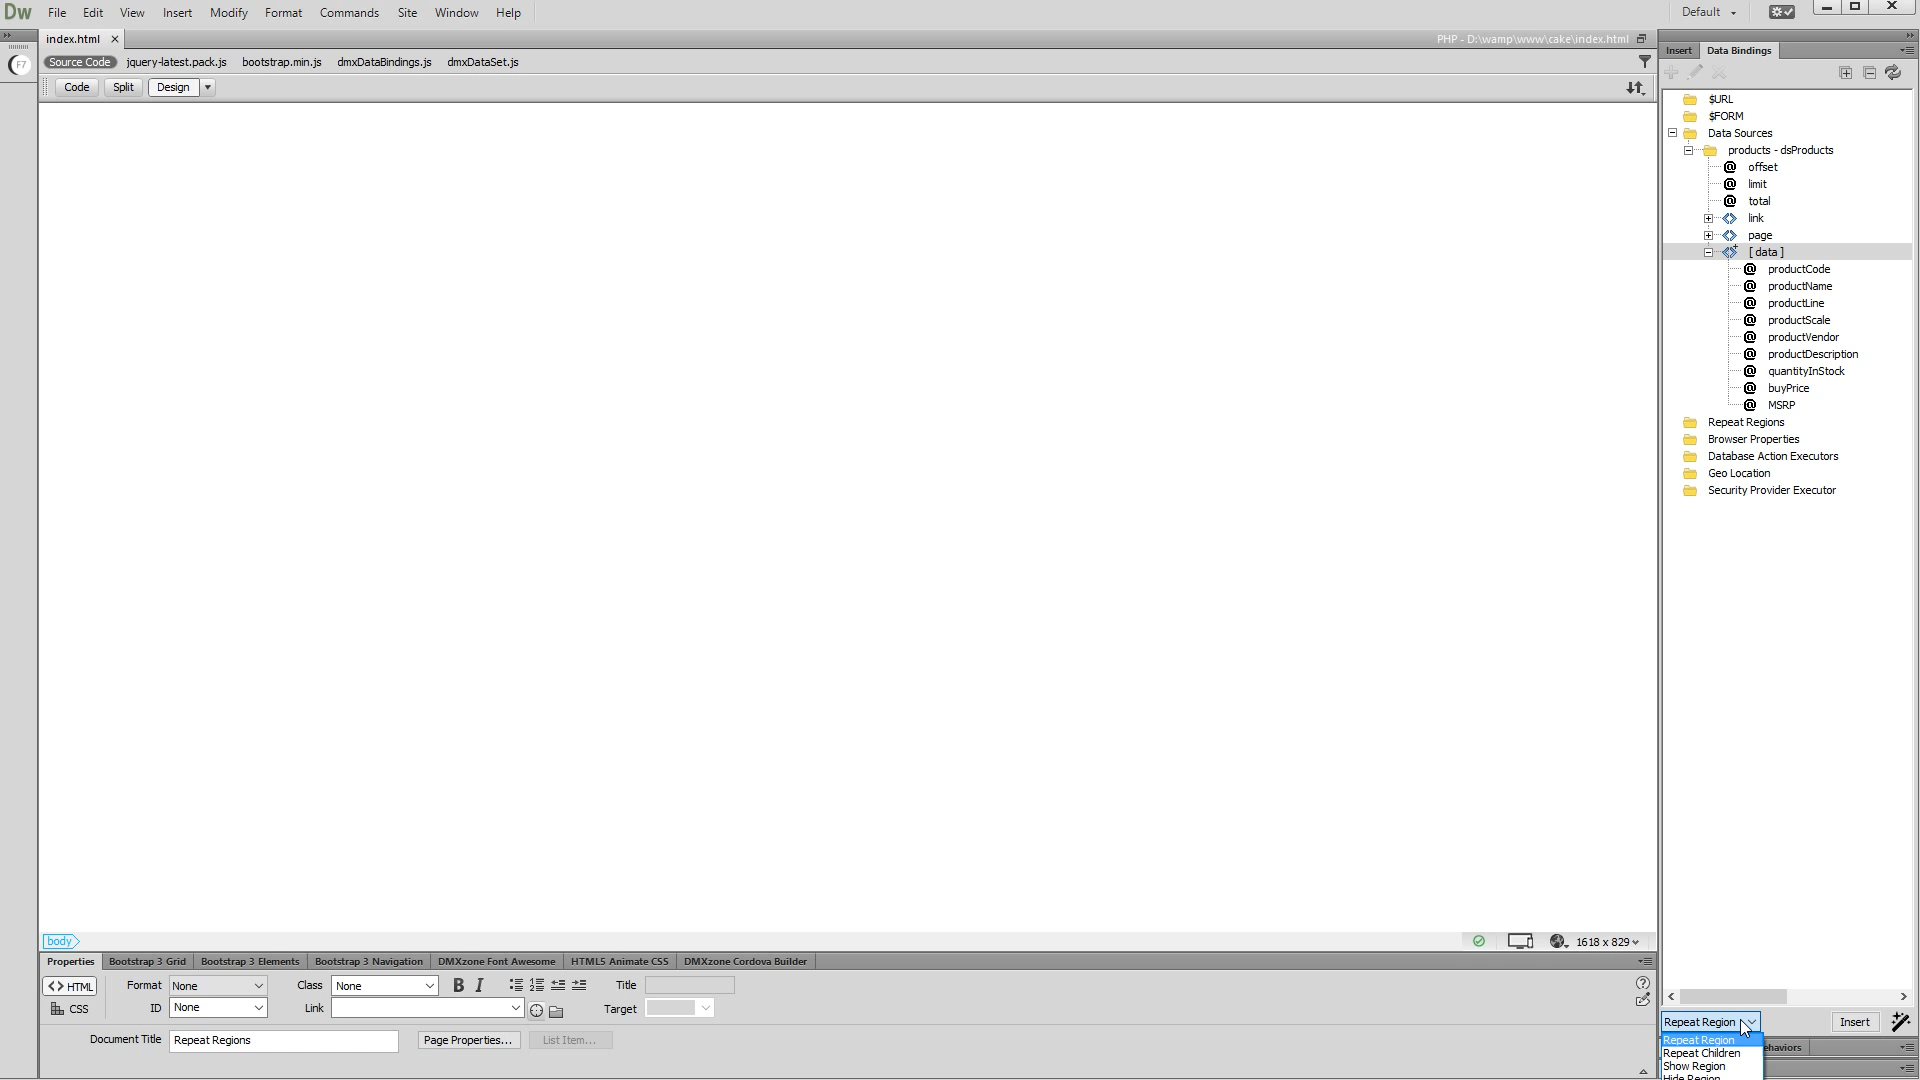 Dw File Edit View Insert Modify Format Commands Site Window Help Default
index.html PHP - D:\wamp\www\cake\index.html
Source Code jquery-latest.pack.js bootstrap.min.js dmxDataBindings.js dmxDataSet.js
Code Split Design
F7
Insert Data Bindings
$URL
$FORM
Data Sources
products - dsProducts
@ offset
@ limit
@ total
link
page
[ data ]
@ productCode
@ productName
@ productLine
@ productScale
@ productVendor
@ productDescription
@ quantityInStock
@ buyPrice
@ MSRP
Repeat Regions
Browser Properties
Database Action Executors
Geo Location
Security Provider Executor
body 1618 x 829
Properties Bootstrap 3 Grid Bootstrap 3 Elements Bootstrap 3 Navigation DMXzone Font Awesome HTML5 Animate CSS DMXzone Cordova Builder
<> HTML Format None Class None B I Title
CSS ID None Link Target
Document Title Repeat Regions Page Properties... List Item...
Repeat Region Insert
Repeat Region ehaviors
Repeat Children
Show Region
Hide Region